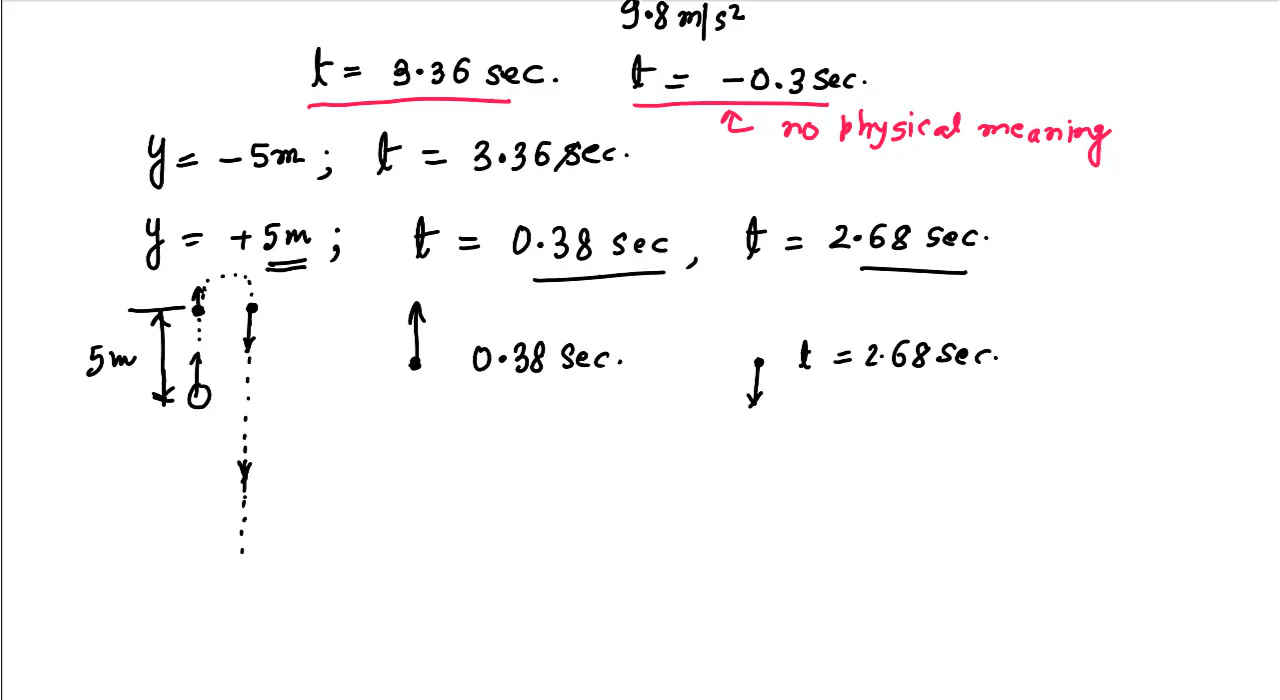 9.8 m/s²
t = 3.36 sec. t = -0.3 sec.
no physical meaning
y = -5m; t = 3.36 sec.
y = +5m; t = 0.38 sec, t = 2.68 sec.
5m 0.38 sec. t = 2.68 sec.